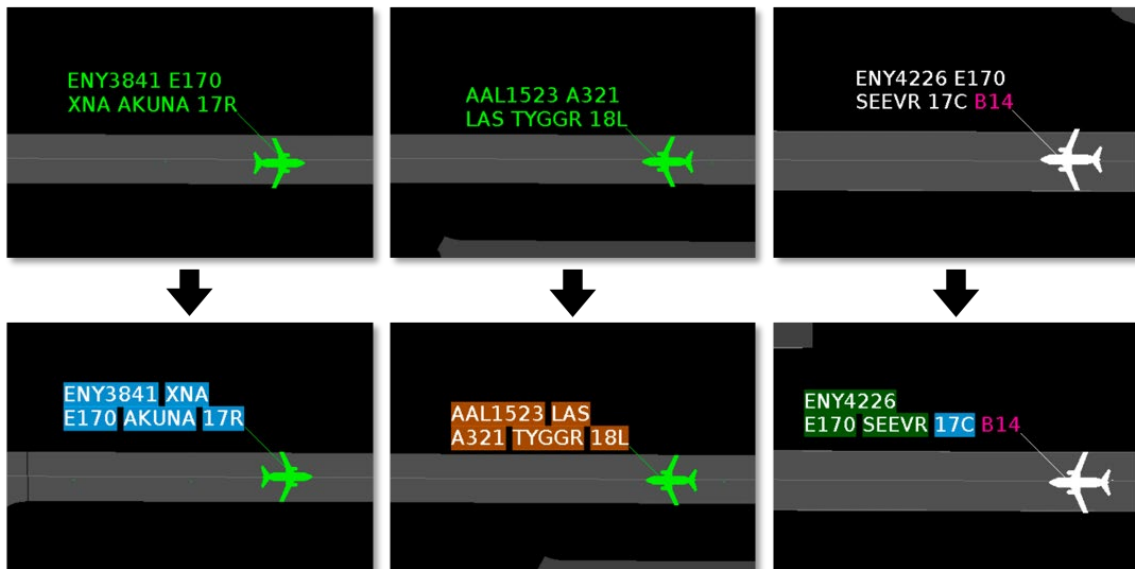 ENY3841 E170
XNA AKUNA 17R
AAL1523 A321
LAS TYGGR 18L
ENY4226 E170
SEEVR 17C B14
ENY3841 XNA
E170 AKUNA 17R
AAL1523 LAS
A321 TYGGR 18L
ENY4226
E170 SEEVR 17C B14